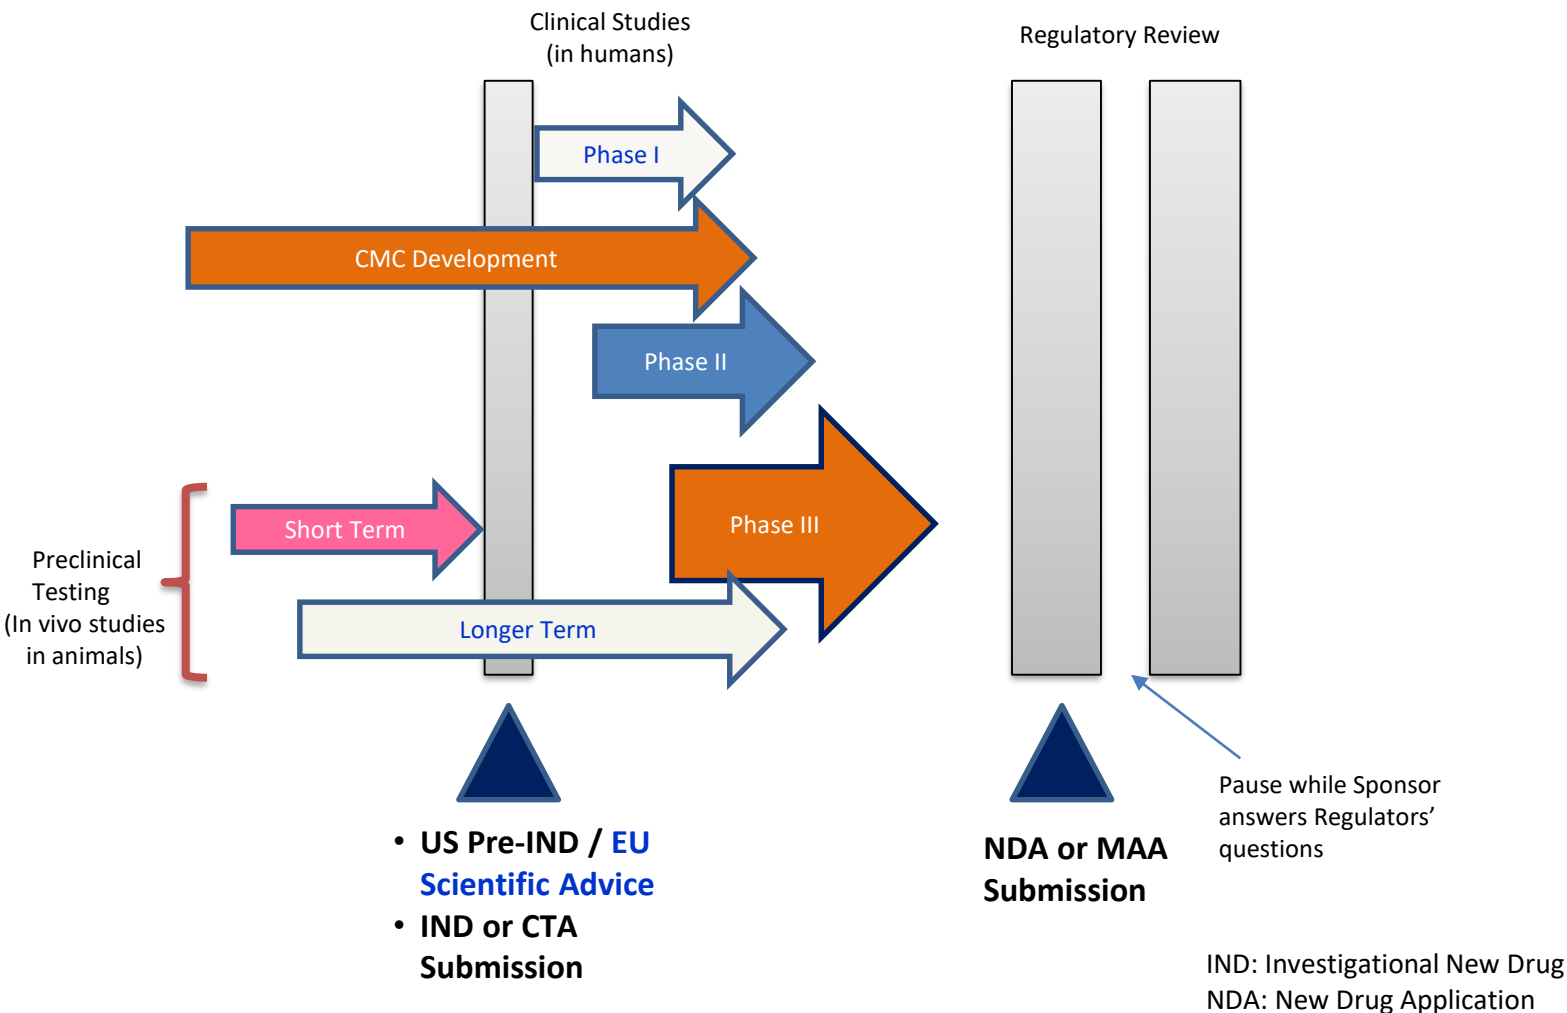 Clinical Studies
(in humans)
Regulatory Review
Phase I
CMC Development
Phase II
Short Term
Phase III
Preclinical
Testing
(In vivo studies
in animals)
Longer Term
• US Pre-IND / EU
Scientific Advice
• IND or CTA
Submission
NDA or MAA
Submission
Pause while Sponsor
answers Regulators’
questions
IND: Investigational New Drug
NDA: New Drug Application